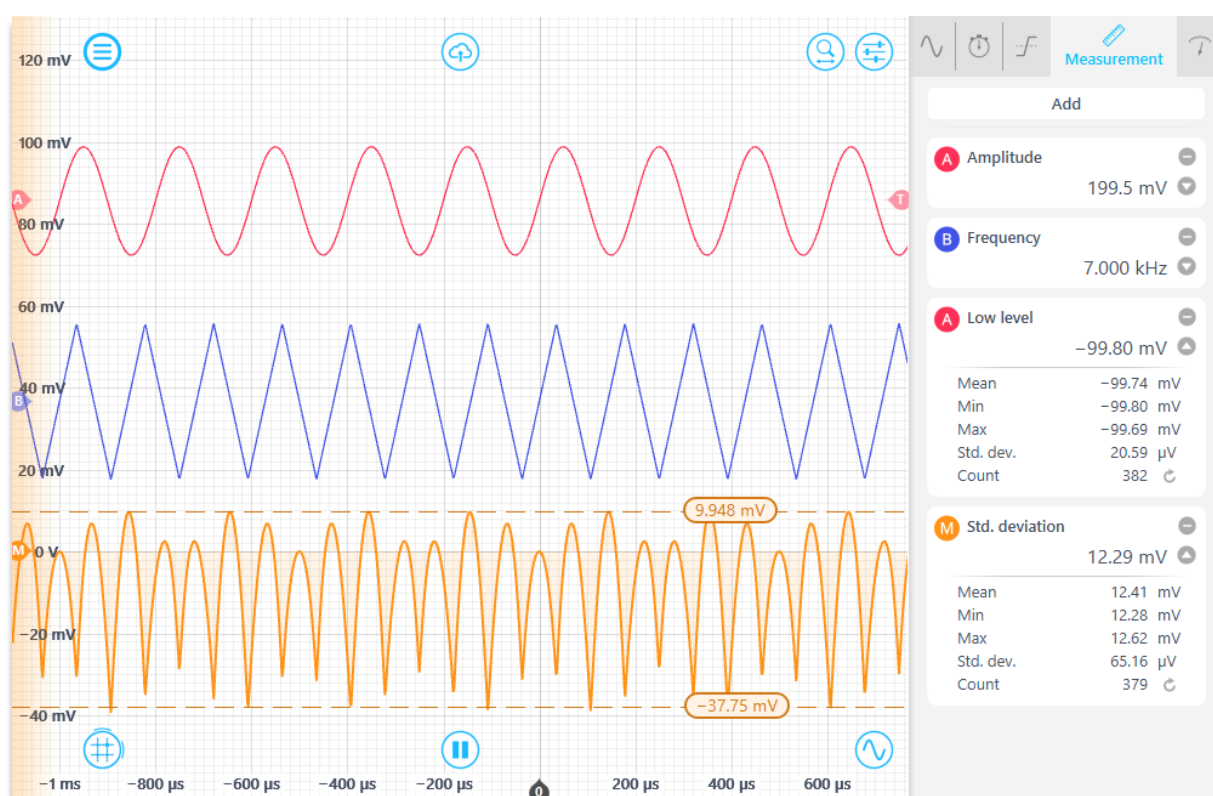 120 mV
100 mV
A
T
80 mV
60 mV
40 mV
B
20 mV
9.948 mV
M
0 V
−20 mV
−37.75 mV
−40 mV
−1 ms −800 µs −600 µs −400 µs −200 µs 0 200 µs 400 µs 600 µs
Measurement
Add
A Amplitude
199.5 mV
B Frequency
7.000 kHz
A Low level
−99.80 mV
Mean −99.74 mV
Min −99.80 mV
Max −99.69 mV
Std. dev. 20.59 µV
Count 382
M Std. deviation
12.29 mV
Mean 12.41 mV
Min 12.28 mV
Max 12.62 mV
Std. dev. 65.16 µV
Count 379